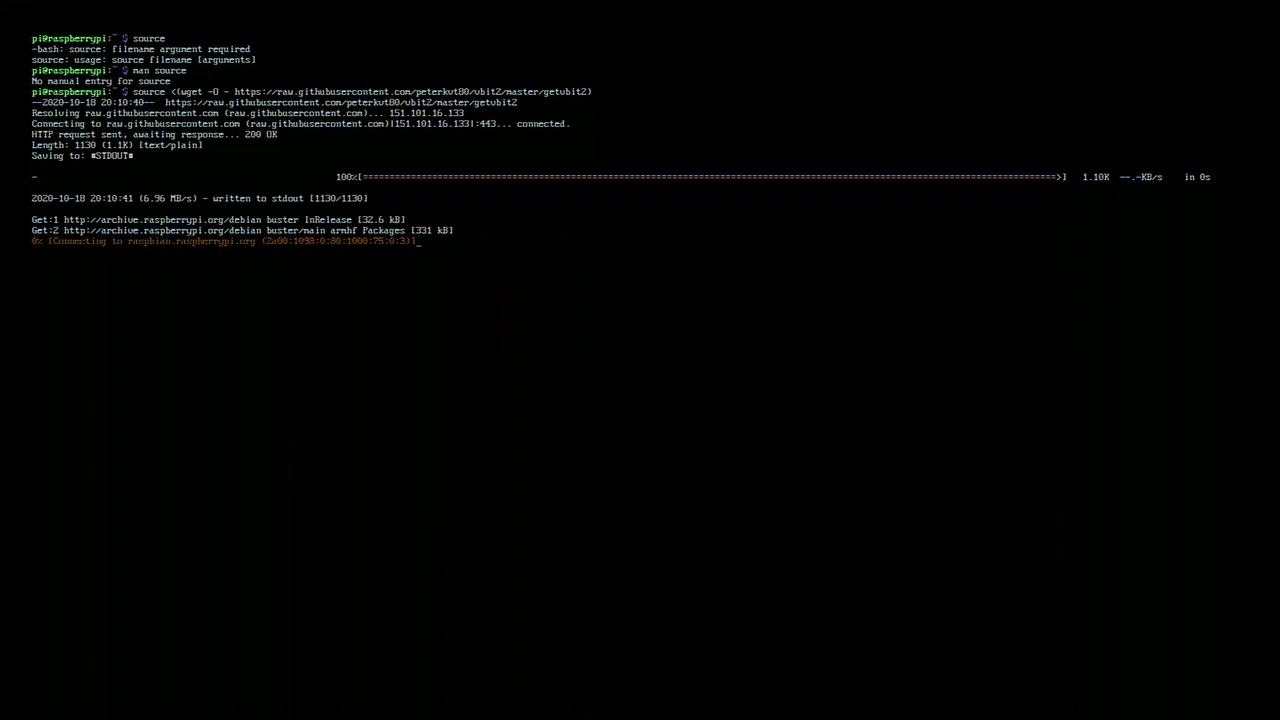 pi@raspberrypi:~ $ source
-bash: source: filename argument required
source: usage: source filename [arguments]
pi@raspberrypi:~ $ man source
No manual entry for source
pi@raspberrypi:~ $ source <(wget -O - https://raw.githubusercontent.com/peterkvt80/vbit2/master/getvbit2)
--2020-10-18 20:10:40--  https://raw.githubusercontent.com/peterkvt80/vbit2/master/getvbit2
Resolving raw.githubusercontent.com (raw.githubusercontent.com)... 151.101.16.133
Connecting to raw.githubusercontent.com (raw.githubusercontent.com)|151.101.16.133|:443... connected.
HTTP request sent, awaiting response... 200 OK
Length: 1130 (1.1K) [text/plain]
Saving to: ■STDOUT■
- 100%[=================================================>] 1.10K --.-KB/s in 0s
2020-10-18 20:10:41 (6.96 MB/s) - written to stdout [1130/1130]
Get:1 http://archive.raspberrypi.org/debian buster InRelease [32.6 kB]
Get:2 http://archive.raspberrypi.org/debian buster/main armhf Packages [331 kB]
0% [Connecting to raspbian.raspberrypi.org (2a00:1098:0:80:1000:75:0:3)]_